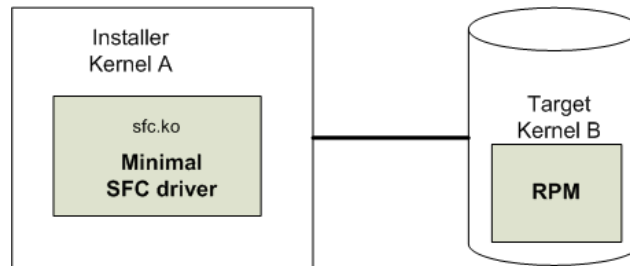 Installer
Kernel A
sfc.ko
Minimal
SFC driver
Target
Kernel B
RPM